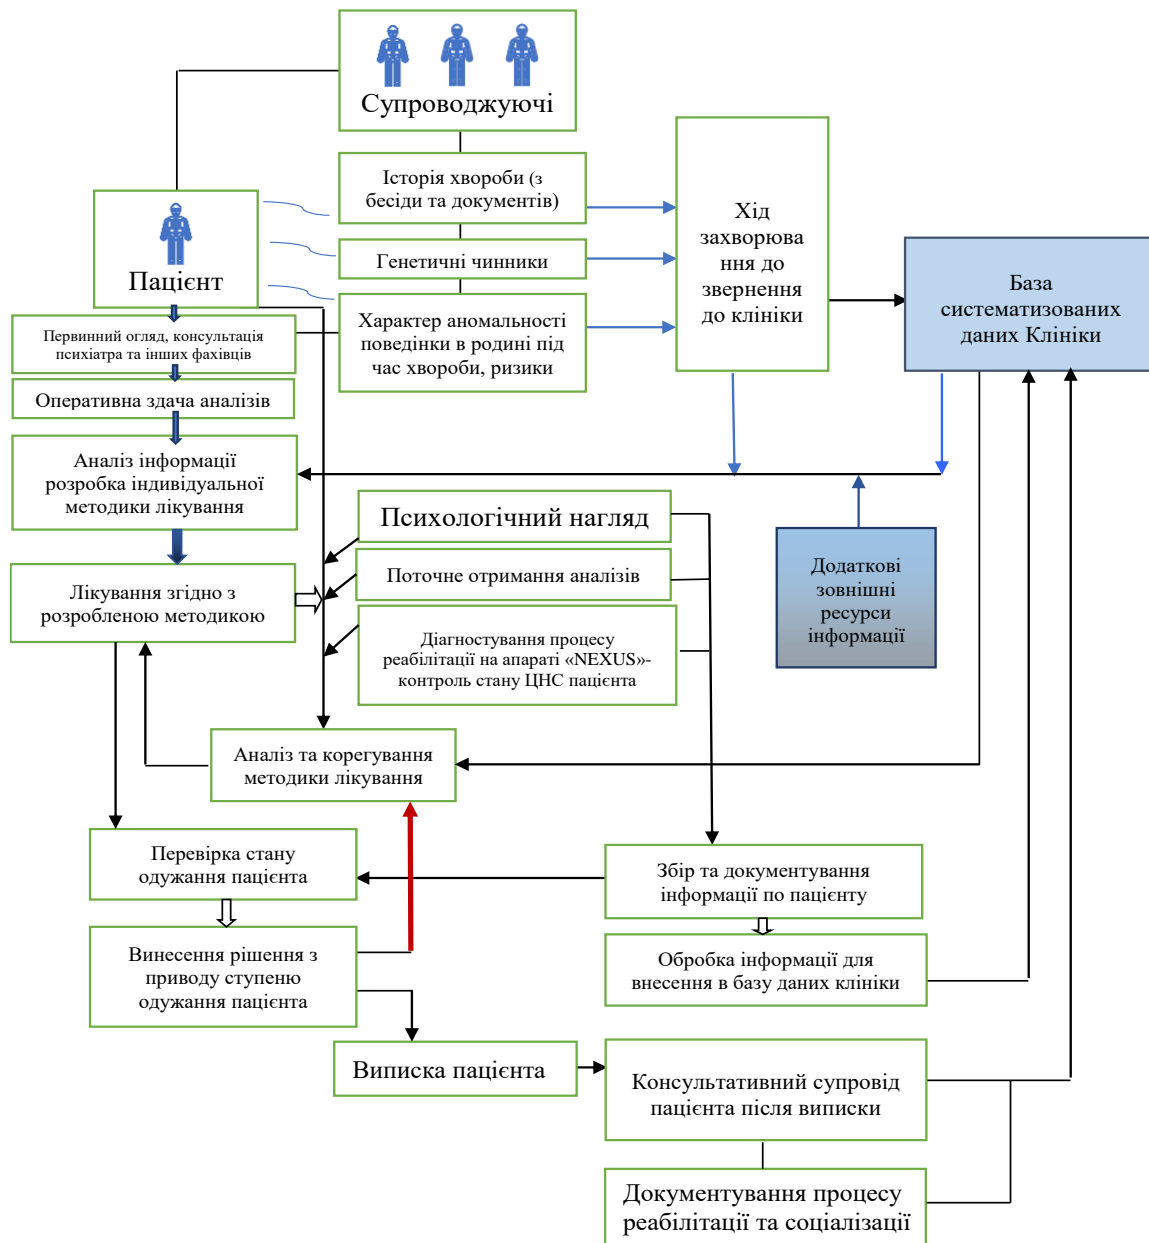 Супроводжуючі
Історія хвороби (з
бесіди та документів)
Генетичні чинники
Характер аномальності
поведінки в родині під
час хвороби, ризики
Хід
захворюва
ння до
звернення
до клініки
База
систематизованих
даних Клініки
Пацієнт
Первинний огляд, консультація
психіатра та інших фахівців
Оперативна здача аналізів
Аналіз інформації
розробка індивідуальної
методики лікування
Лікування згідно з
розробленою методикою
Психологічний нагляд
Поточне отримання аналізів
Діагностування процесу
реабілітації на апараті «NEXUS»-
контроль стану ЦНС пацієнта
Додаткові
зовнішні
ресурси
інформації
Аналіз та корегування
методики лікування
Перевірка стану
одужання пацієнта
Збір та документування
інформації по пацієнту
Винесення рішення з
приводу ступеню
одужання пацієнта
Обробка інформації для
внесення в базу даних клініки
Виписка пацієнта
Консультативний супровід
пацієнта після виписки
Документування процесу
реабілітації та соціалізації